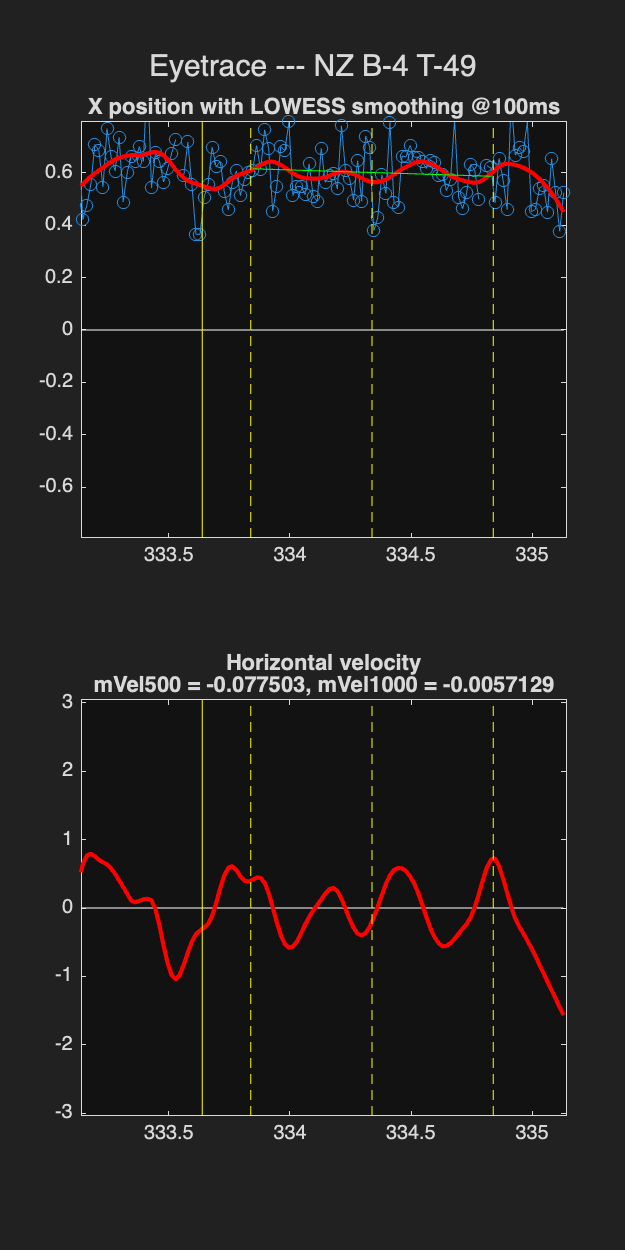 Eyetrace --- NZ B-4 T-49
X position with LOWESS smoothing @100ms
0.6
0.4
0.2
0
-0.2
-0.4
-0.6
333.5 334 334.5 335
Horizontal velocity
mVel500 = -0.077503, mVel1000 = -0.0057129
3
2
1
0
-1
-2
-3
333.5 334 334.5 335